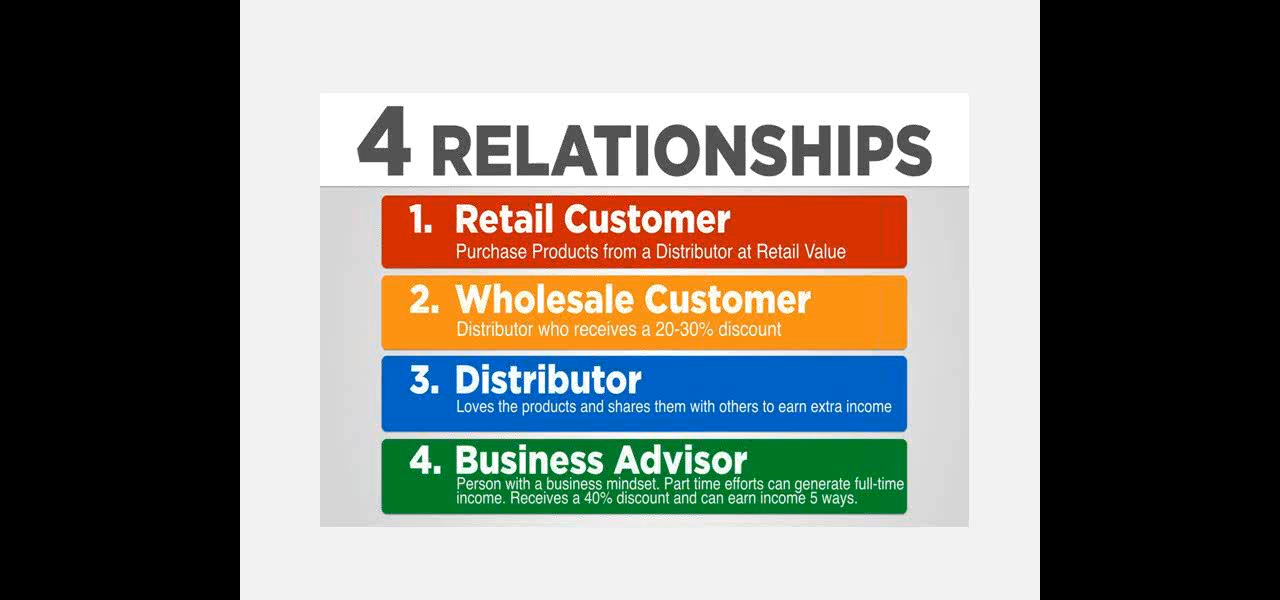 4 RELATIONSHIPS
1. Retail Customer
Purchase Products from a Distributor at Retail Value
2. Wholesale Customer
Distributor who receives a 20-30% discount
3. Distributor
Loves the products and shares them with others to earn extra income
4. Business Advisor
Person with a business mindset. Part time efforts can generate full-time
income. Receives a 40% discount and can earn income 5 ways.